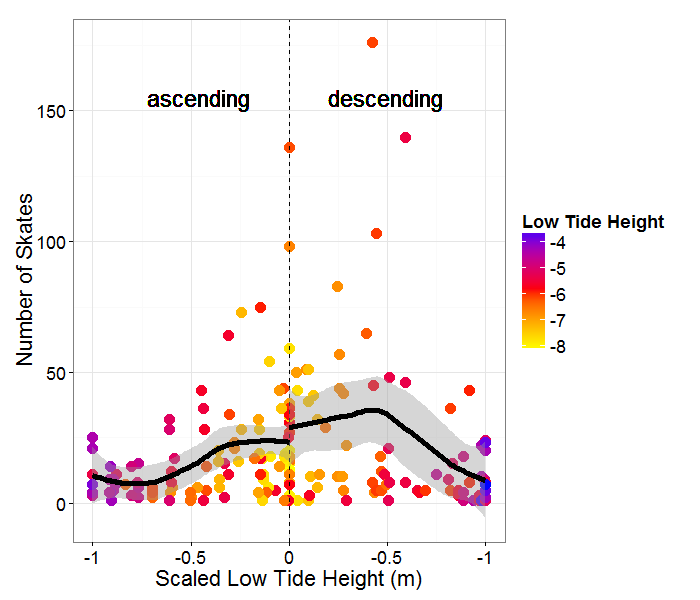 ascending descending
150
100
50
0
Number of Skates
-1 -0.5 0 -0.5 -1
Scaled Low Tide Height (m)
Low Tide Height
-4
-5
-6
-7
-8